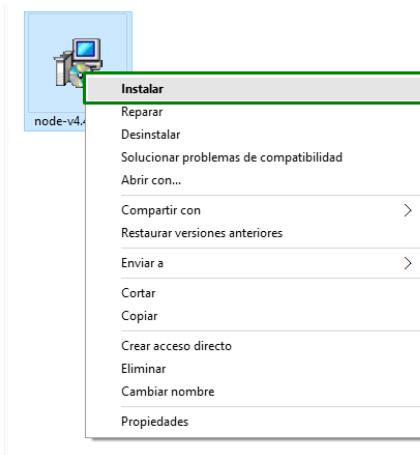 Instalar
node-v4.
Reparar
Desinstalar
Solucionar problemas de compatibilidad
Abrir con...
Compartir con
Restaurar versiones anteriores
Enviar a
Cortar
Copiar
Crear acceso directo
Eliminar
Cambiar nombre
Propiedades